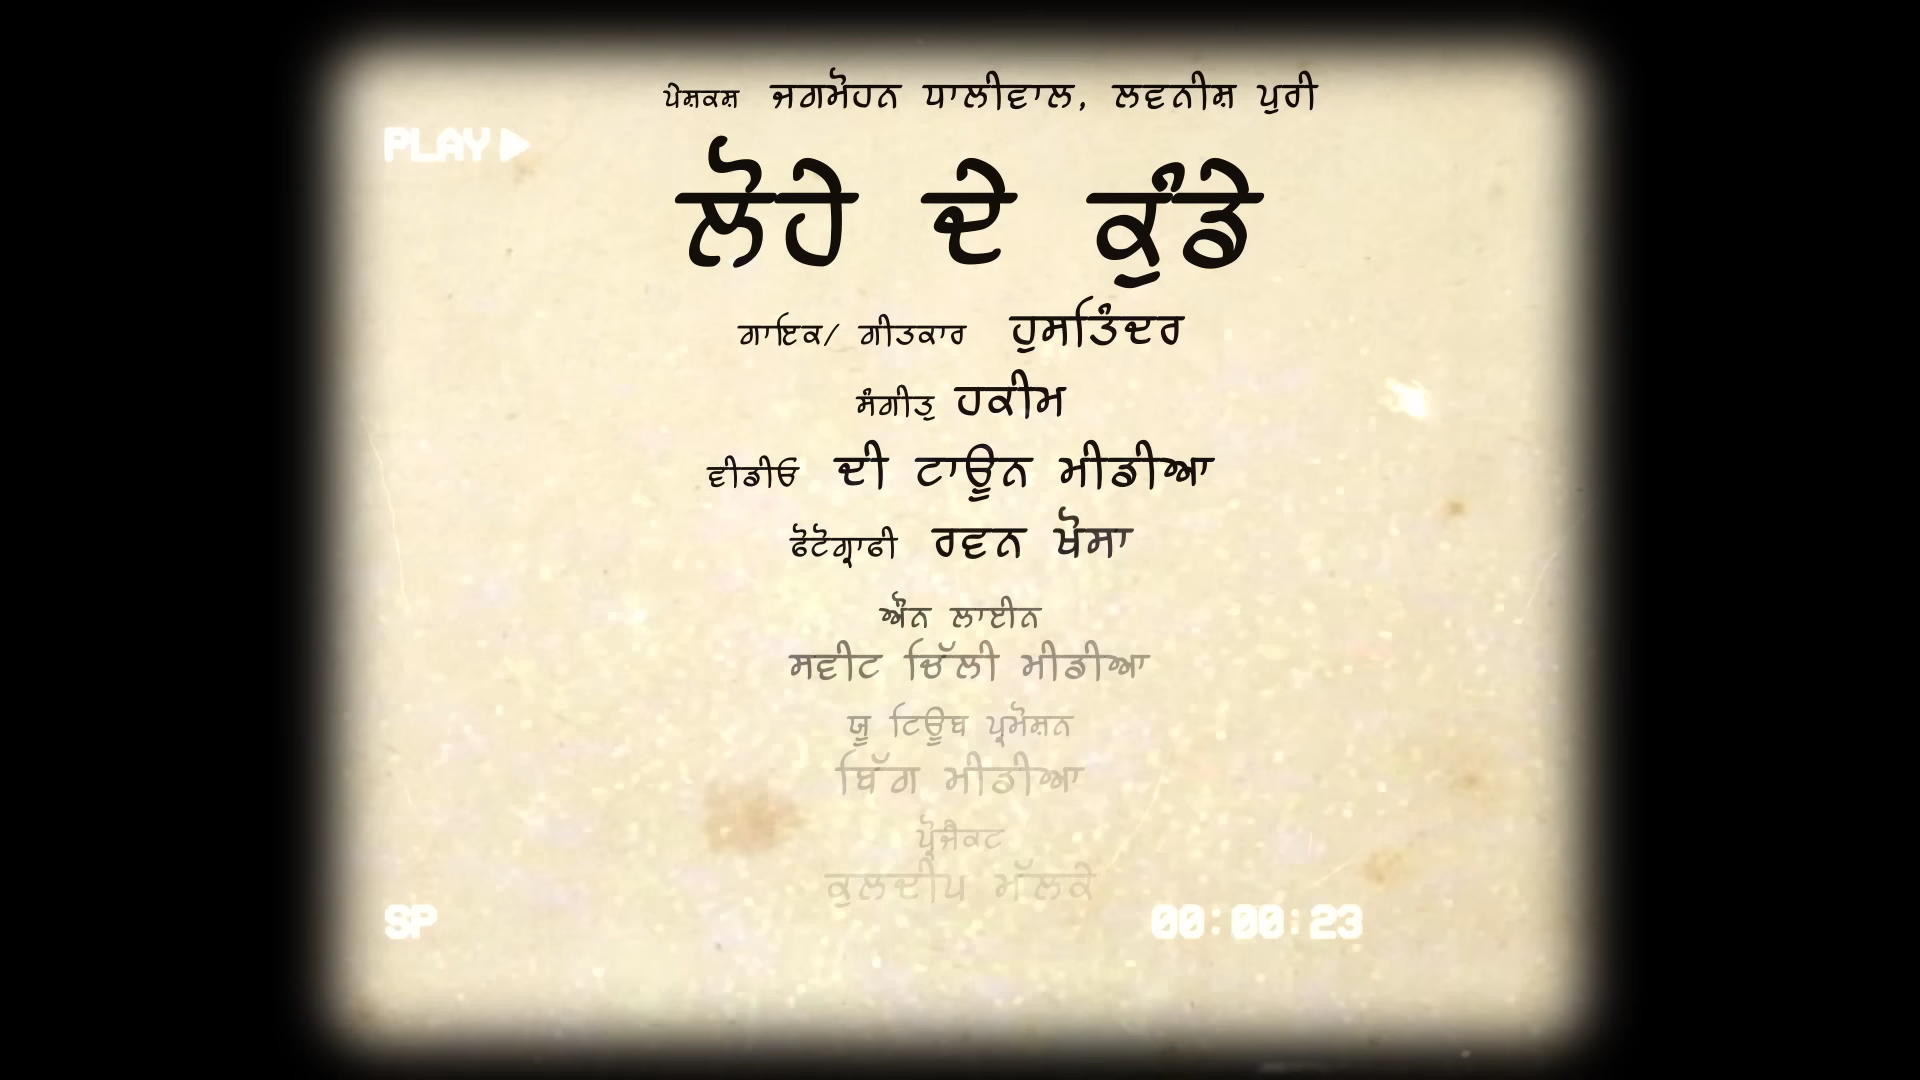 ਪੇਸ਼ਕਸ਼ ਜਗਮੋਹਨ ਧਾਲੀਵਾਲ, ਲਵਨੀਸ਼ ਪੁਰੀ
PLAY
ਲੋਹੇ ਦੇ ਕੁੰਡੇ
ਗਾਇਕ/ ਗੀਤਕਾਰ ਹੁਸਤਿੰਦਰ
ਸੰਗੀਤੁ ਹਕੀਮ
ਵੀਡੀਓ ਦੀ ਟਾਊਨ ਮੀਡੀਆ
ਫੋਟੋਗ੍ਰਾਫੀ ਰਵਨ ਖੋਸਾ
ਔਨ ਲਾਈਨ
ਸਵੀਟ ਚਿੱਲੀ ਮੀਡੀਆ
ਯੂ ਟਿਊਬ ਪ੍ਰਮੋਸ਼ਨ
ਬਿੱਗ ਮੀਡੀਆ
ਪ੍ਰੋਜੈਕਟ
ਕੁਲਦੀਪ ਮੱਲਕੇ
SP 00:00:23